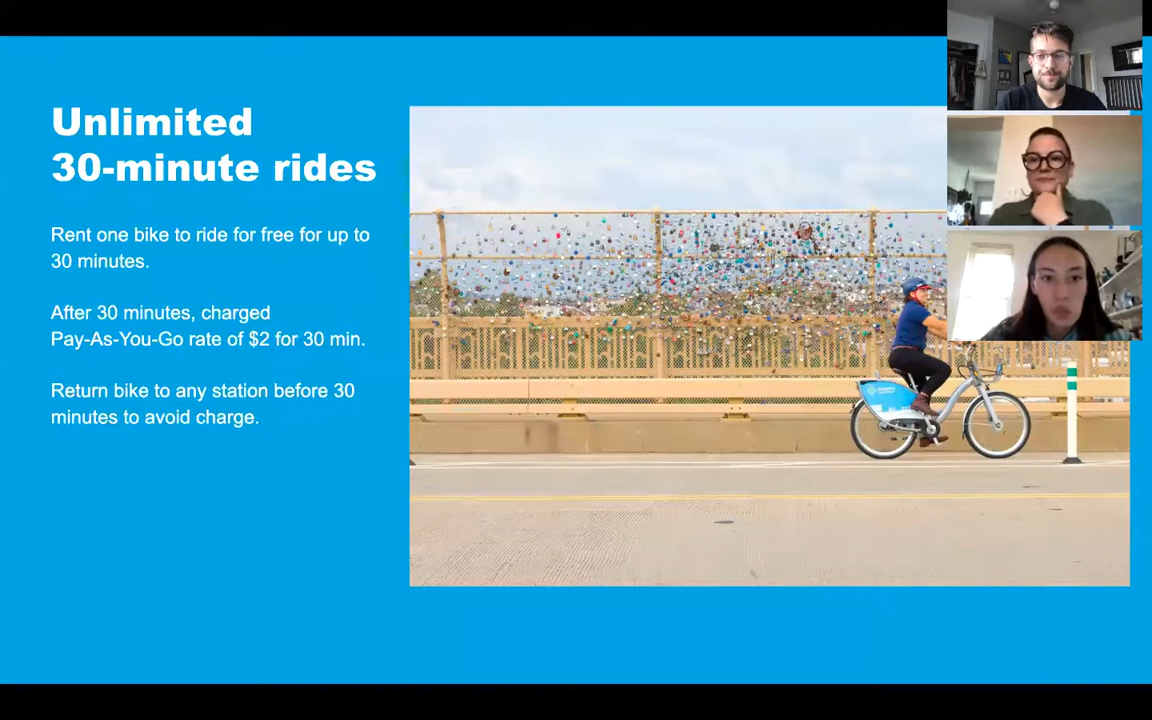 Unlimited
30-minute rides
Rent one bike to ride for free for up to
30 minutes.
After 30 minutes, charged
Pay-As-You-Go rate of $2 for 30 min.
Return bike to any station before 30
minutes to avoid charge.